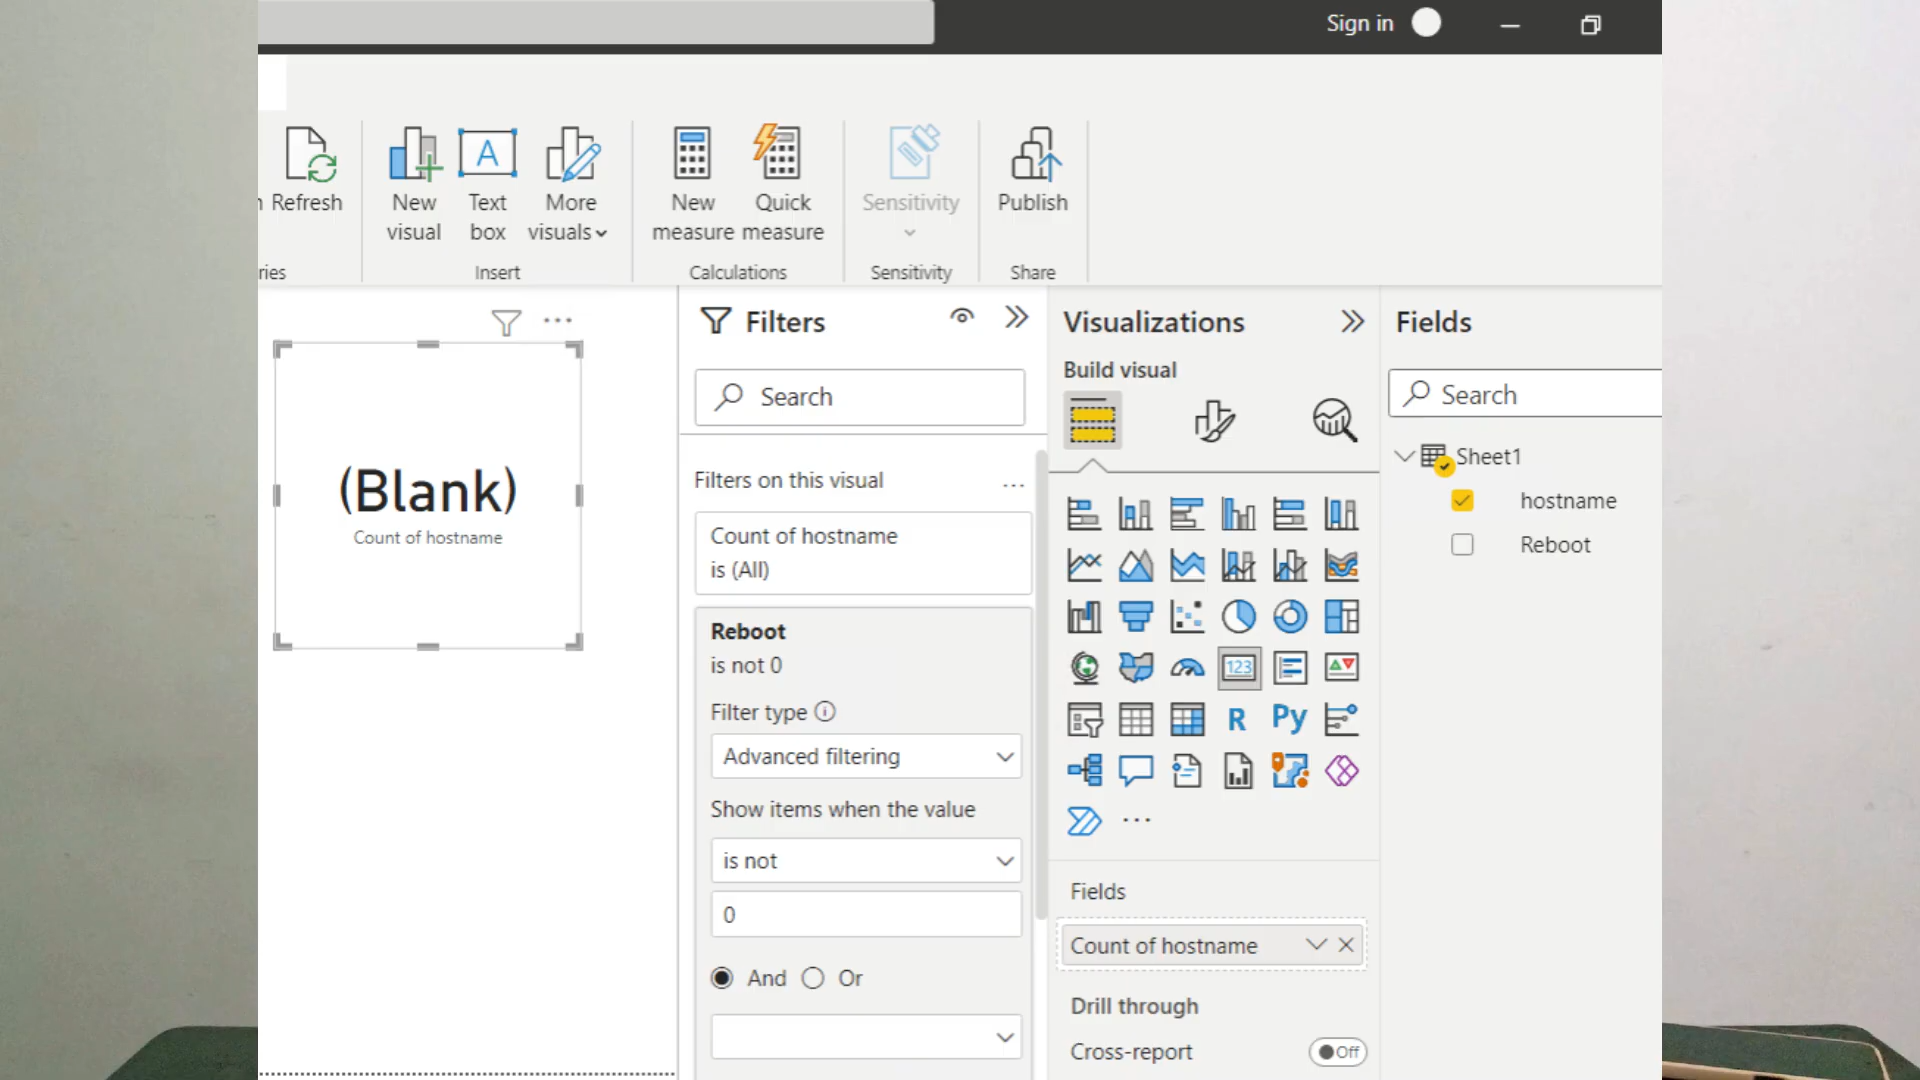 Sign in
Refresh
New visual
Text box
More visuals
New measure
Quick measure
Sensitivity
Publish
ries
Insert
Calculations
Sensitivity
Share
(Blank)
Count of hostname
Filters
Search
Filters on this visual
Count of hostname
is (All)
Reboot
is not 0
Filter type
Advanced filtering
Show items when the value
is not
0
And Or
Visualizations
Build visual
123
R
Py
Fields
Count of hostname
Drill through
Cross-report
Off
Fields
Search
Sheet1
hostname
Reboot